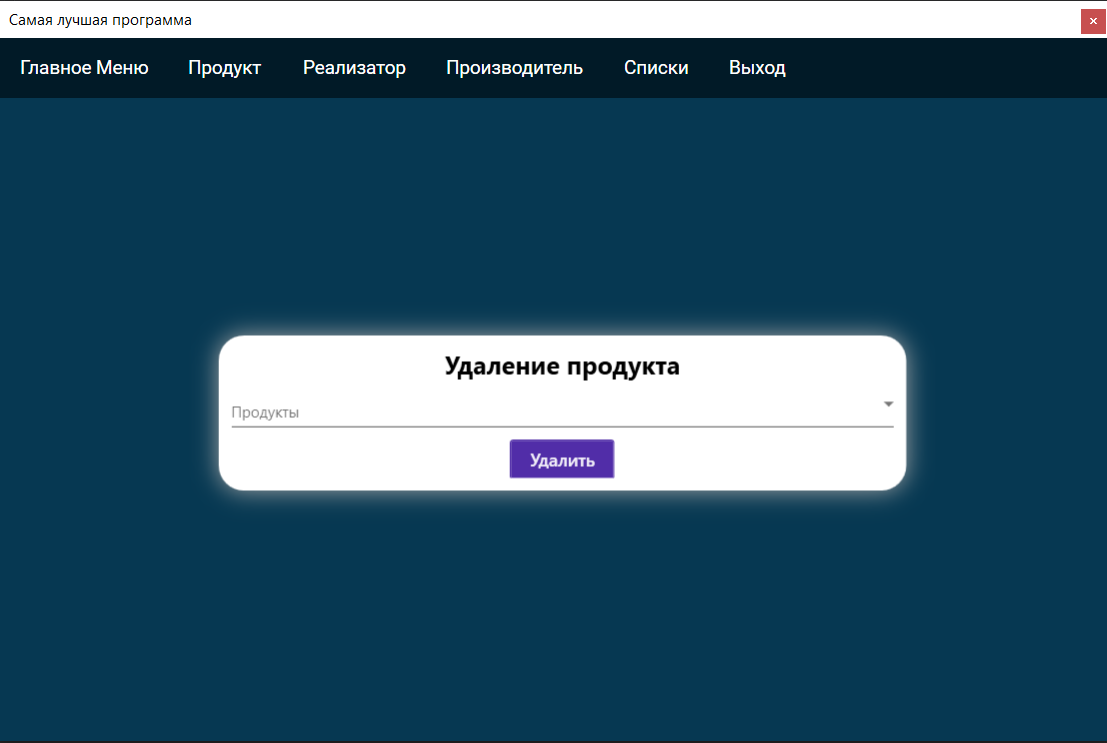 Самая лучшая программа
Главное Меню Продукт Реализатор Производитель Списки Выход
Удаление продукта
Продукты
Удалить